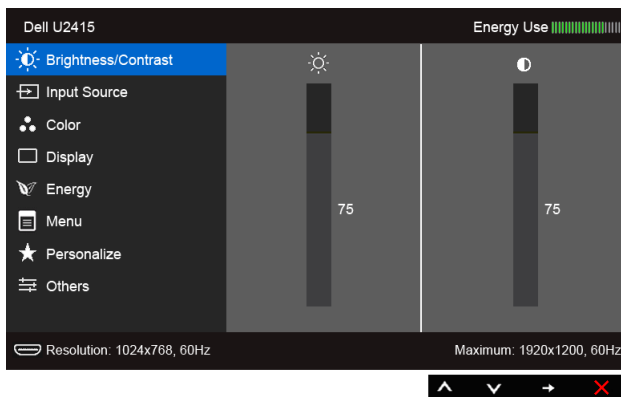 Dell U2415
Energy Use
Brightness/Contrast
Input Source
Color
Display
Energy
Menu
Personalize
Others
75
75
Resolution: 1024x768, 60Hz
Maximum: 1920x1200, 60Hz